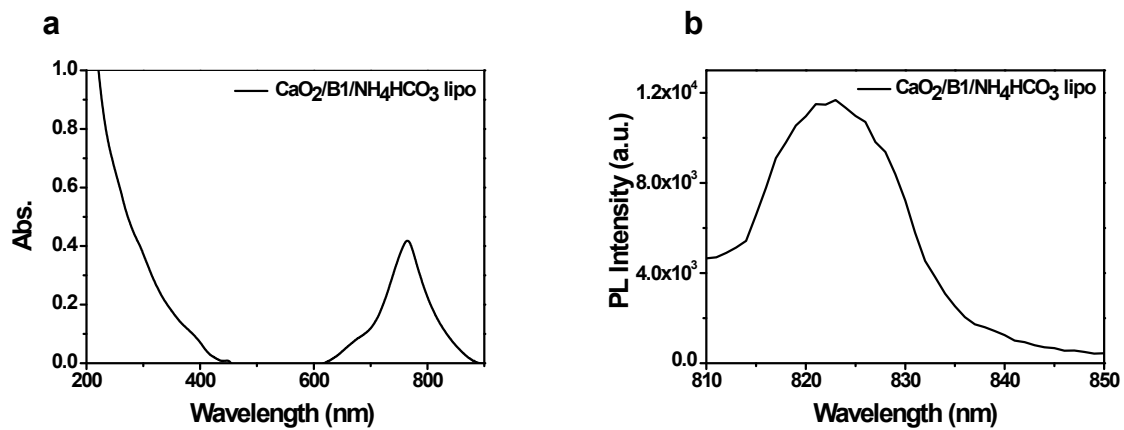 a
CaO2/B1/NH4HCO3 lipo
1.0
0.8
0.6
0.4
0.2
0.0
Abs.
200
400
600
800
Wavelength (nm)
b
CaO2/B1/NH4HCO3 lipo
1.2x10^4
8.0x10^3
4.0x10^3
0.0
PL Intensity (a.u.)
810
820
830
840
850
Wavelength (nm)